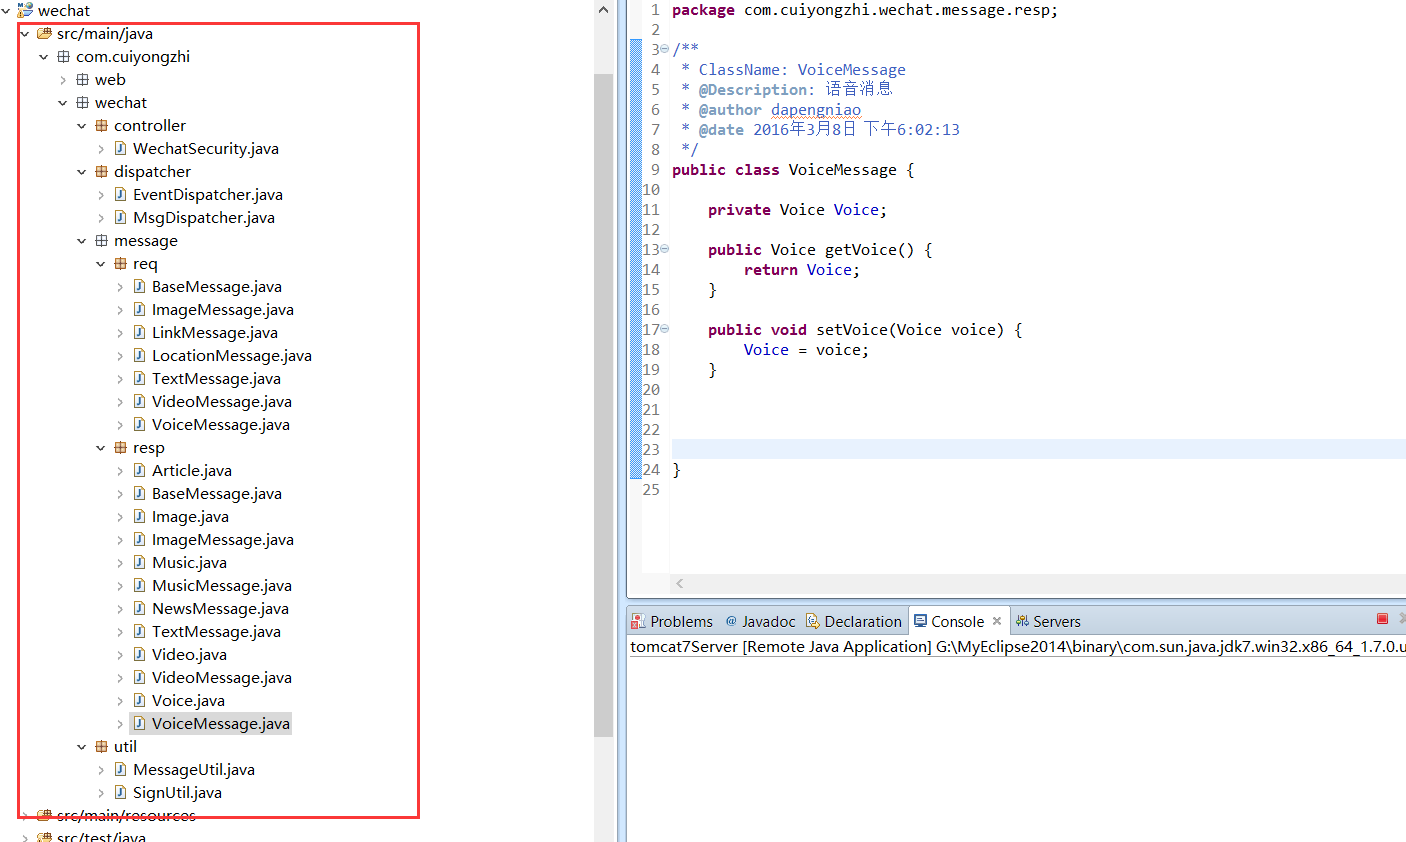 wechat
src/main/java
com.cuiyongzhi
web
wechat
controller
WechatSecurity.java
dispatcher
EventDispatcher.java
MsgDispatcher.java
message
req
BaseMessage.java
ImageMessage.java
LinkMessage.java
LocationMessage.java
TextMessage.java
VideoMessage.java
VoiceMessage.java
resp
Article.java
BaseMessage.java
Image.java
ImageMessage.java
Music.java
MusicMessage.java
NewsMessage.java
TextMessage.java
Video.java
VideoMessage.java
Voice.java
VoiceMessage.java
util
MessageUtil.java
SignUtil.java
src/main/resources
src/test/java
1 package com.cuiyongzhi.wechat.message.resp;
2
3 /**
4  * ClassName: VoiceMessage
5  * @Description: 语音消息
6  * @author dapengniao
7  * @date 2016年3月8日 下午6:02:13
8  */
9 public class VoiceMessage {
10
11     private Voice Voice;
12
13     public Voice getVoice() {
14         return Voice;
15     }
16
17     public void setVoice(Voice voice) {
18         Voice = voice;
19     }
20
21
22
23
24 }
25
Problems @ Javadoc Declaration Console Servers
tomcat7Server [Remote Java Application] G:\MyEclipse2014\binary\com.sun.java.jdk7.win32.x86_64_1.7.0.u